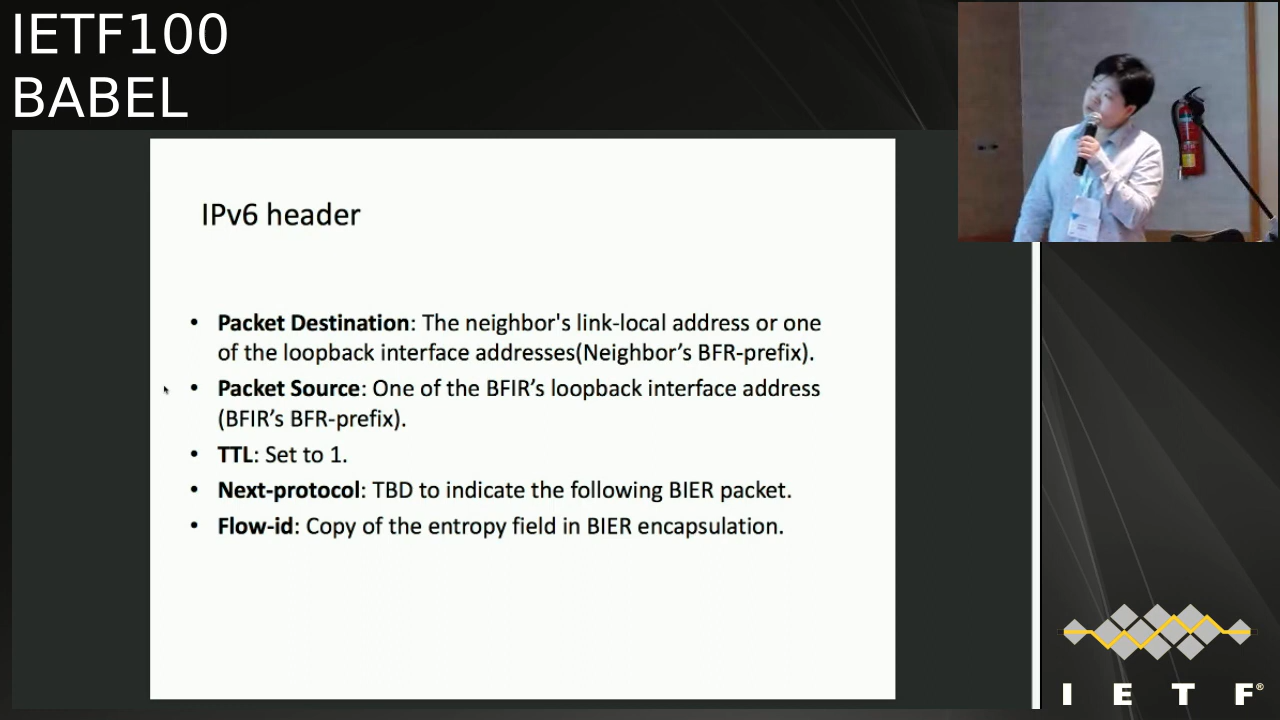 IETF100
BABEL
IPv6 header
• Packet Destination: The neighbor's link-local address or one
of the loopback interface addresses(Neighbor’s BFR-prefix).
• Packet Source: One of the BFIR’s loopback interface address
(BFIR’s BFR-prefix).
• TTL: Set to 1.
• Next-protocol: TBD to indicate the following BIER packet.
• Flow-id: Copy of the entropy field in BIER encapsulation.
I E T F®